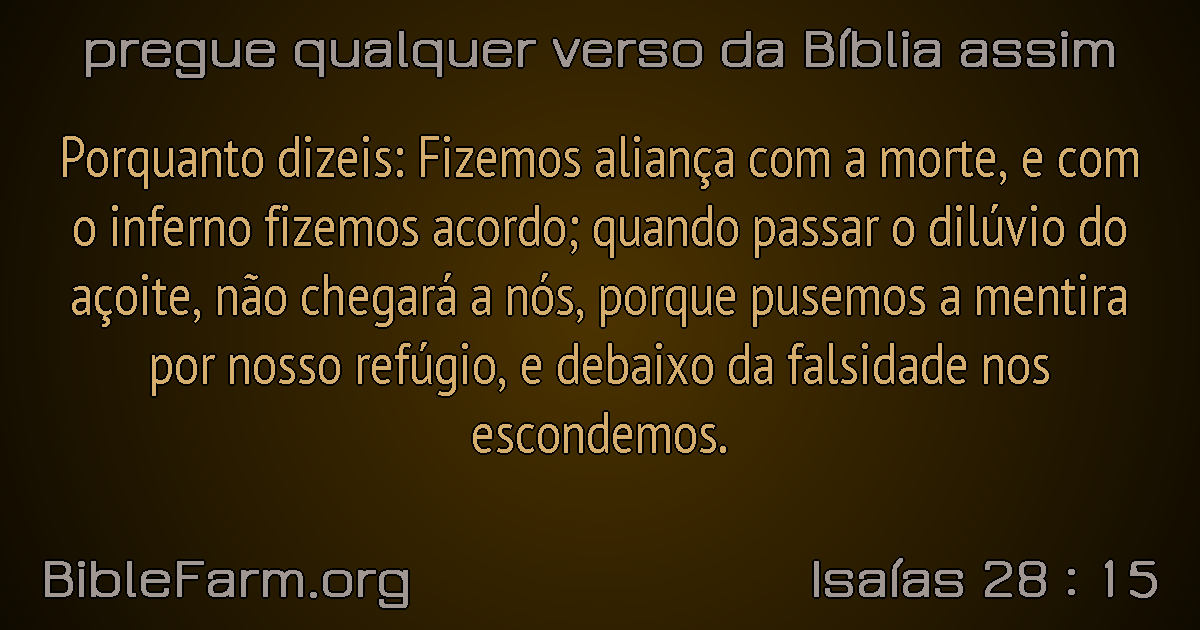 pregue qualquer verso da Bíblia assim
Porquanto dizeis: Fizemos aliança com a morte, e com
o inferno fizemos acordo; quando passar o dilúvio do
açoite, não chegará a nós, porque pusemos a mentira
por nosso refúgio, e debaixo da falsidade nos
escondemos.
BibleFarm.org
Isaías 28 : 15